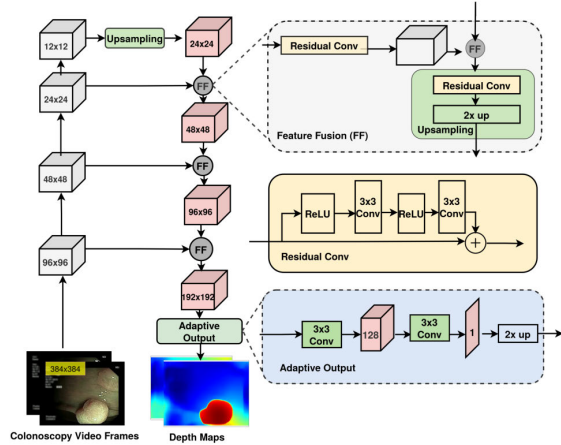 12x12
Upsampling
24x24
24x24
FF
48x48
48x48
FF
96x96
96x96
FF
192x192
Adaptive
Output
384x384
Colonoscopy Video Frames
Depth Maps
Residual Conv
FF
Residual Conv
2x up
Upsampling
Feature Fusion (FF)
ReLU
3x3
Conv
ReLU
3x3
Conv
+
Residual Conv
3x3
Conv
128
3x3
Conv
1
2x up
Adaptive Output